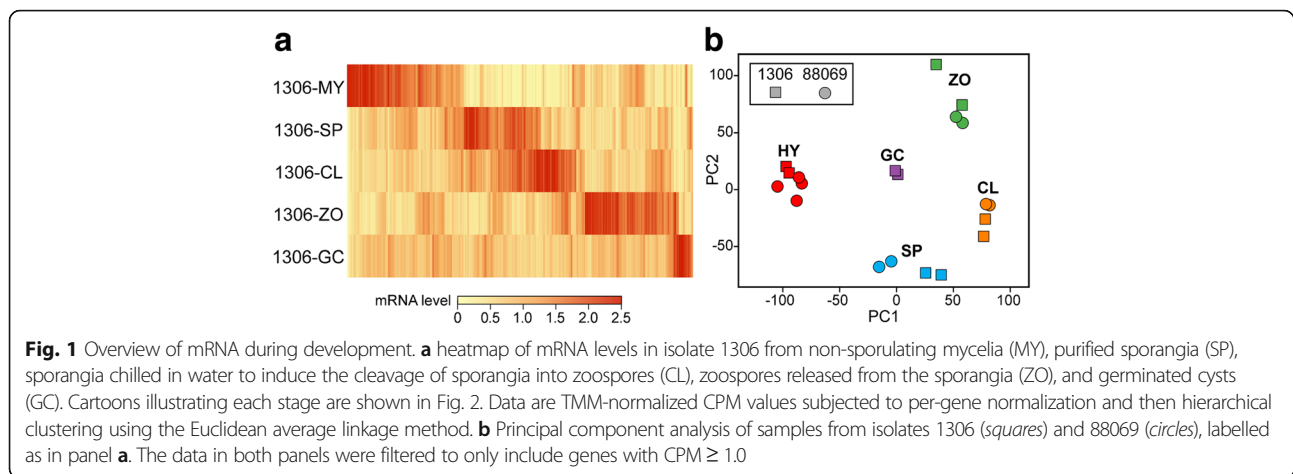 a
1306-MY
1306-SP
1306-CL
1306-ZO
1306-GC
mRNA level
0 0.5 1.0 1.5 2.0 2.5
b
1306 88069
100
50
0
-50
PC2
ZO
HY
GC
CL
SP
-100 -50 0 50 100
PC1
Fig. 1 Overview of mRNA during development. a heatmap of mRNA levels in isolate 1306 from non-sporulating mycelia (MY), purified sporangia (SP),
sporangia chilled in water to induce the cleavage of sporangia into zoospores (CL), zoospores released from the sporangia (ZO), and germinated cysts
(GC). Cartoons illustrating each stage are shown in Fig. 2. Data are TMM-normalized CPM values subjected to per-gene normalization and then hierarchical
clustering using the Euclidean average linkage method. b Principal component analysis of samples from isolates 1306 (squares) and 88069 (circles), labelled
as in panel a. The data in both panels were filtered to only include genes with CPM ≥ 1.0